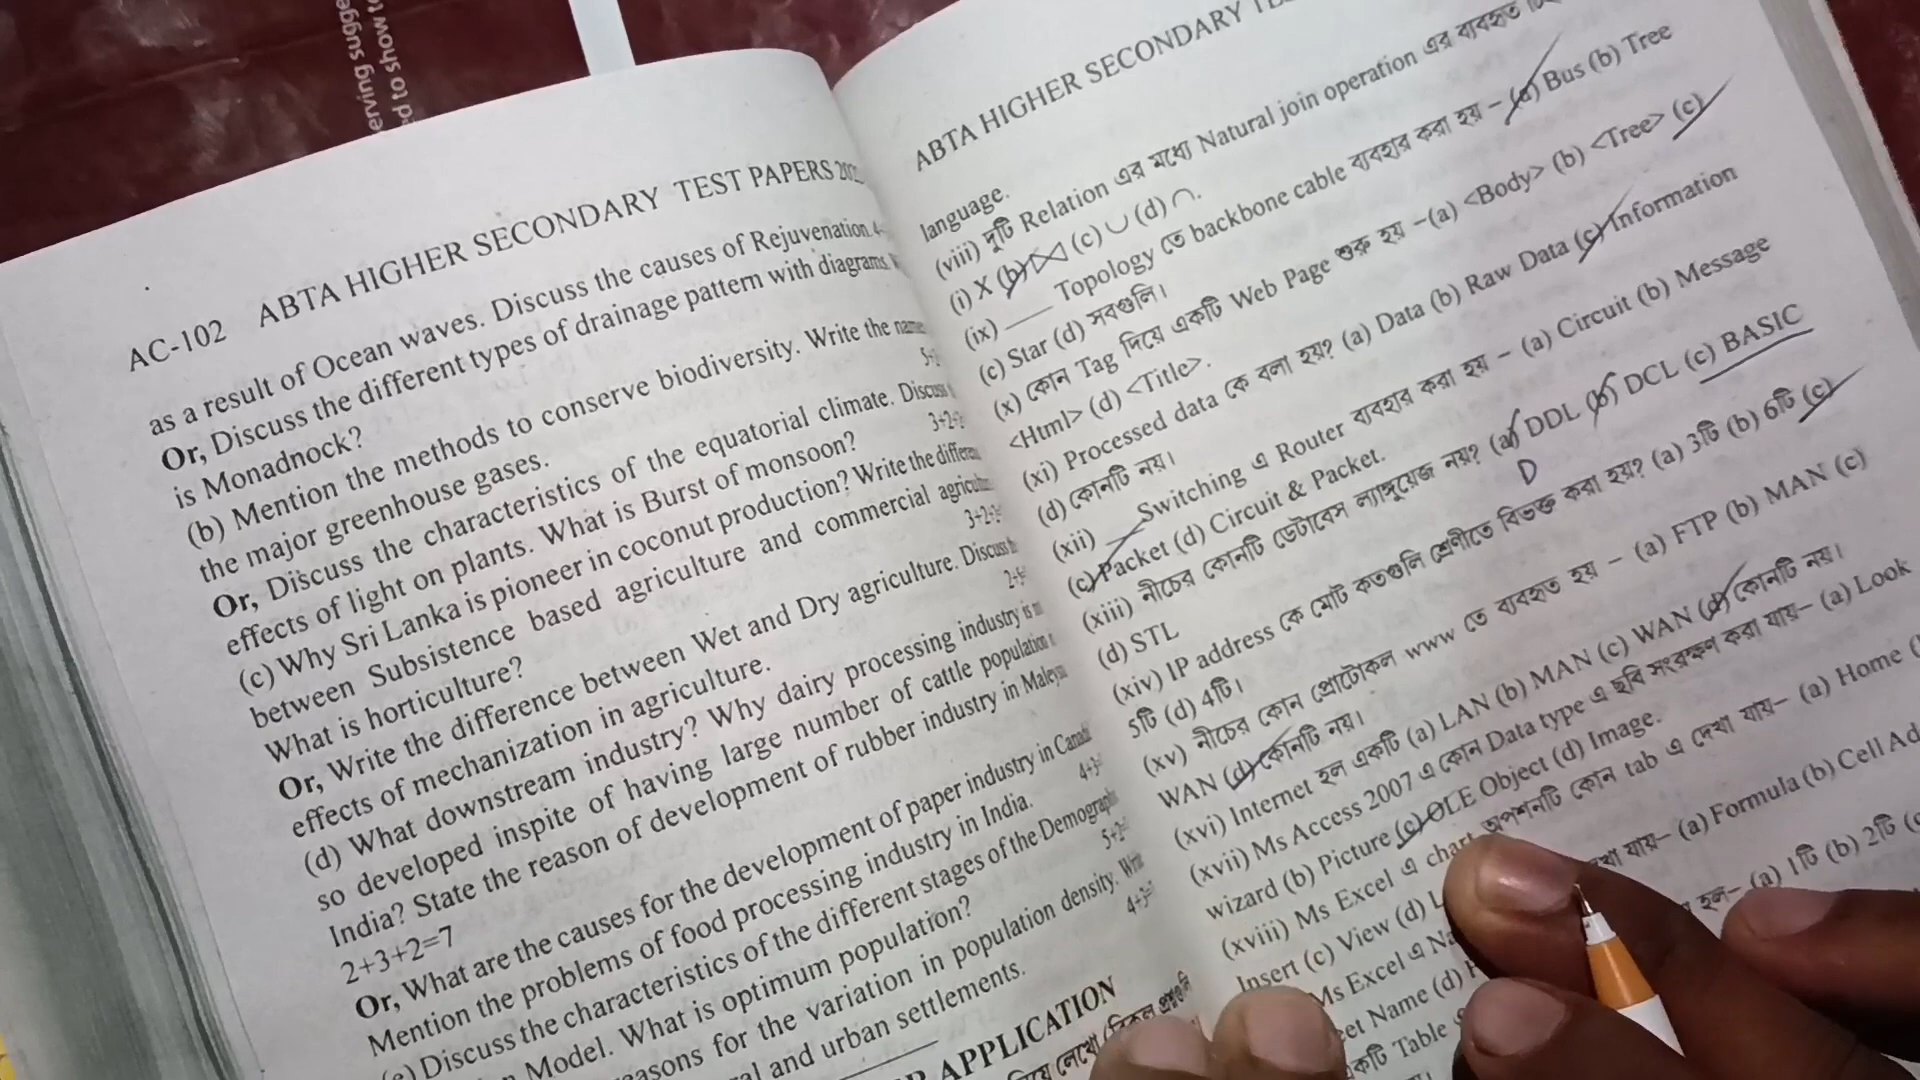 erving sugge
ed to show t
AC-102 ABTA HIGHER SECONDARY TEST PAPERS
as a result of Ocean waves. Discuss the causes of Rejuvenation.
Or, Discuss the different types of drainage pattern with diagrams.
is Monadnock?
(b) Mention the methods to conserve biodiversity. Write the name
the major greenhouse gases.
Or, Discuss the characteristics of the equatorial climate. Discuss
effects of light on plants. What is Burst of monsoon?
(c) Why Sri Lanka is pioneer in coconut production? Write the
between Subsistence based agriculture and commercial
What is horticulture?
Or, Write the difference between Wet and Dry agriculture. Discuss
effects of mechanization in agriculture.
(d) What downstream industry? Why dairy processing industry is
so developed inspite of having large number of cattle population
India? State the reason of development of rubber industry in
2+3+2=7
Or, What are the causes for the development of paper industry in
Mention the problems of food processing industry in India.
Discuss the characteristics of the different stages of the
Model. What is optimum population?
for the variation in population density.
and urban settlements.
APPLICATION
ABTA HIGHER SECONDARY
language.
(viii) দুটি Relation এর মধ্যে Natural join operation এর ব্যবহৃত
(i) X (b) ⋈ (c) ∪ (d) ∩.
(ix) ___ Topology তে backbone cable ব্যবহার করা হয় – (a) Bus (b) Tree
(c) Star (d) সবগুলি।
(x) কোন Tag দিয়ে একটি Web Page শুরু হয় –(a) <Body> (b) <Tree> (c)
<Html> (d) <Title>.
(xi) Processed data কে বলা হয়? (a) Data (b) Raw Data (c) Information
(d) কোনটি নয়।
(xii) ___ Switching এ Router ব্যবহার করা হয় – (a) Circuit (b) Message
(c) Packet (d) Circuit & Packet.
(xiii) নীচের কোনটি ডেটাবেস ল্যাঙ্গুয়েজ নয়? (a) DDL (b) DCL (c) BASIC
D
(d) STL
(xiv) IP address কে মোট কতগুলি শ্রেণীতে বিভক্ত করা হয়? (a) 3টি (b) 6টি (c)
5টি (d) 4টি।
(xv) নীচের কোন প্রোটোকল www তে ব্যবহৃত হয় – (a) FTP (b) MAN (c)
WAN (d) কোনটি নয়।
(xvi) Internet হল একটি (a) LAN (b) MAN (c) WAN (d) কোনটি নয়।
(xvii) Ms Access 2007 এ কোন Data type এ ছবি সংরক্ষণ করা যায়– (a) Look
wizard (b) Picture (c) OLE Object (d) Image.
(xviii) Ms Excel এ chart অপশনটি কোন tab এ দেখা যায়– (a) Home
Insert (c) View (d)
Ms Excel এ যায়– (a) Formula (b) Cell
Name (d)
Table হল– (a) 1টি (b) 2টি